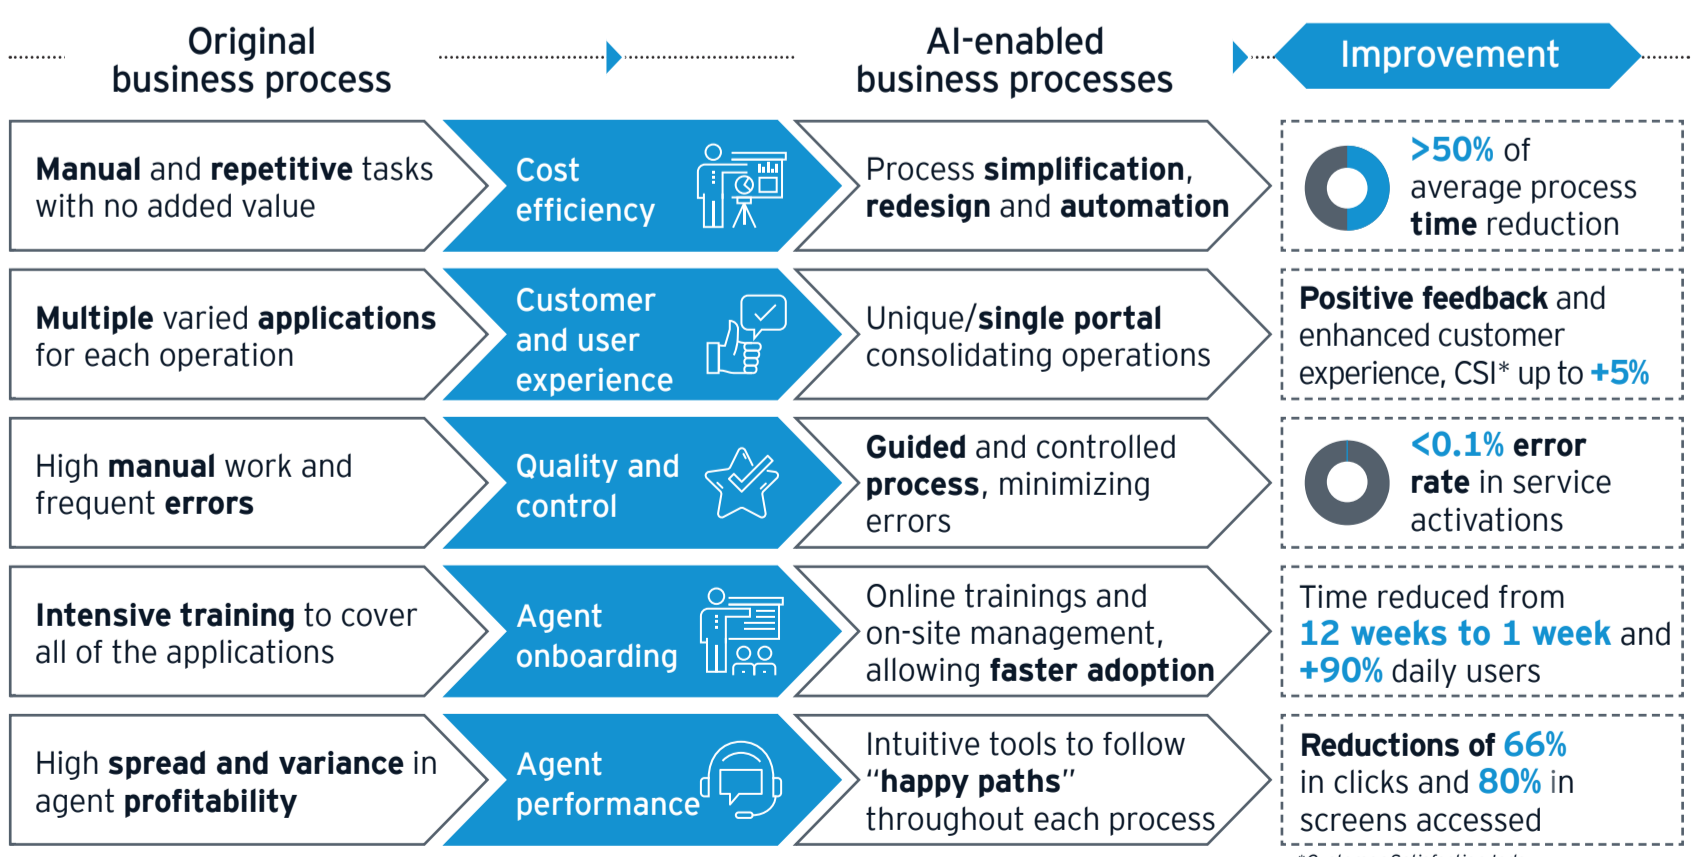 Original
business process
AI-enabled
business processes
Improvement
Manual and repetitive tasks
with no added value
Cost
efficiency
Process simplification,
redesign and automation
>50% of
average process
time reduction
Multiple varied applications
for each operation
Customer
and user
experience
Unique/single portal
consolidating operations
Positive feedback and
enhanced customer
experience, CSI* up to +5%
High manual work and
frequent errors
Quality and
control
Guided and controlled
process, minimizing
errors
<0.1% error
rate in service
activations
Intensive training to cover
all of the applications
Agent
onboarding
Online trainings and
on-site management,
allowing faster adoption
Time reduced from
12 weeks to 1 week and
+90% daily users
High spread and variance in
agent profitability
Agent
performance
Intuitive tools to follow
“happy paths”
throughout each process
Reductions of 66%
in clicks and 80% in
screens accessed